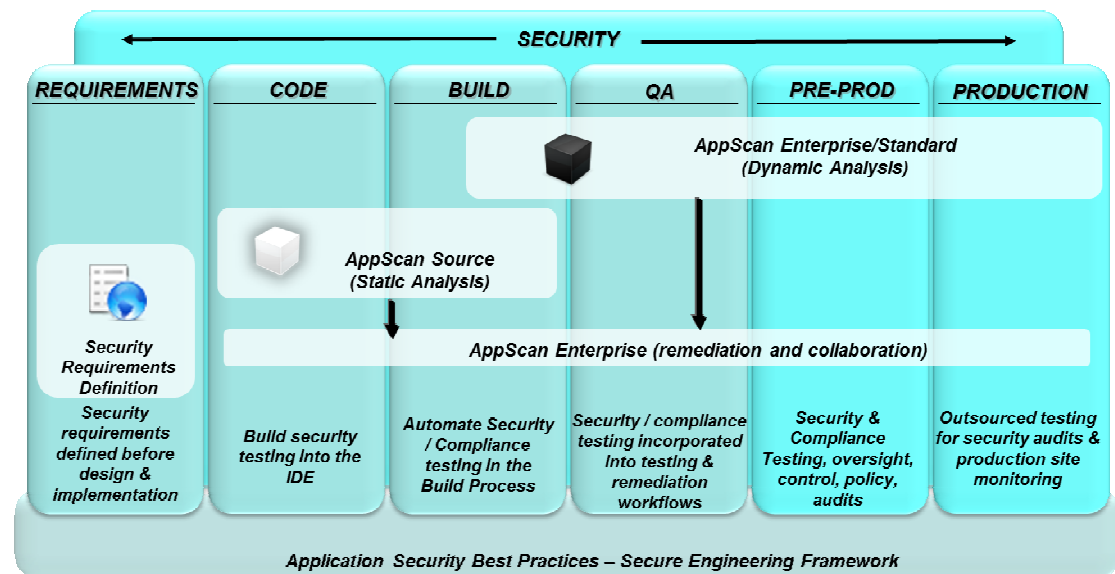 SECURITY
REQUIREMENTS
CODE
BUILD
QA
PRE-PROD
PRODUCTION
AppScan Enterprise/Standard
(Dynamic Analysis)
AppScan Source
(Static Analysis)
Security
Requirements
Definition
AppScan Enterprise (remediation and collaboration)
Security
requirements
defined before
design &
implementation
Build security
testing into the
IDE
Automate Security
/ Compliance
testing in the
Build Process
Security / compliance
testing incorporated
into testing &
remediation
workflows
Security &
Compliance
Testing, oversight,
control, policy,
audits
Outsourced testing
for security audits &
production site
monitoring
Application Security Best Practices – Secure Engineering Framework